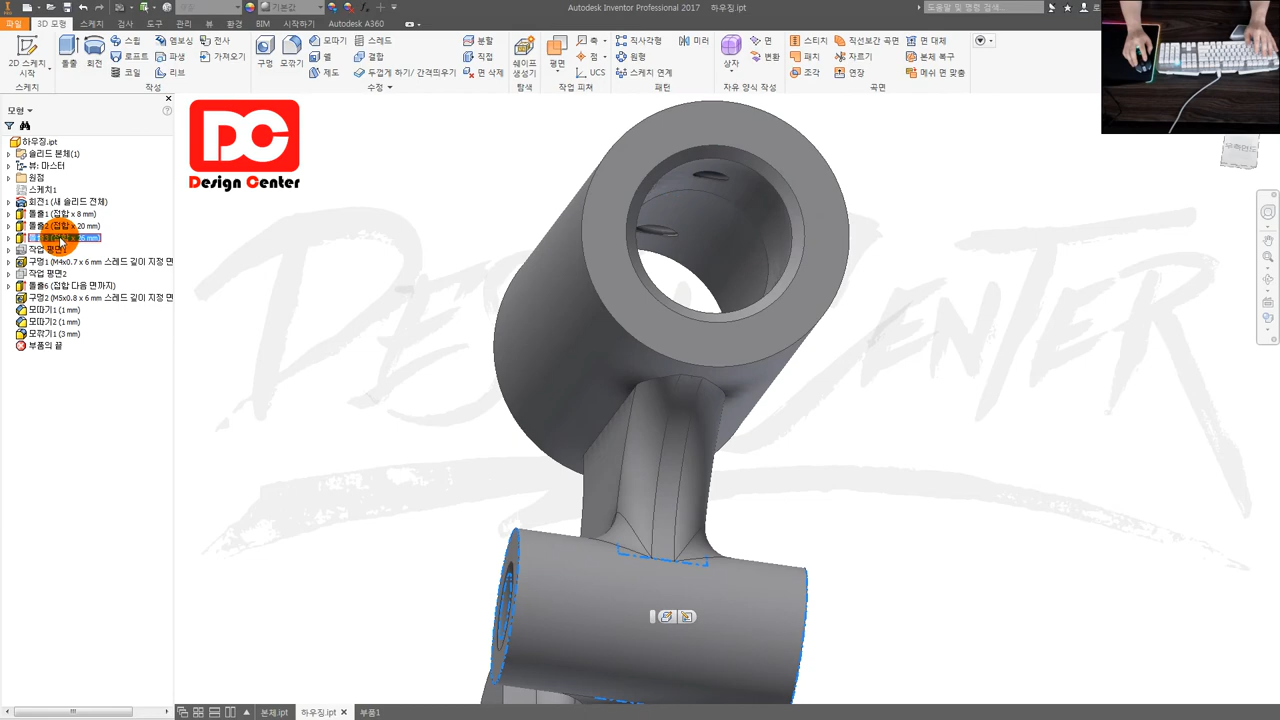 기본값
Autodesk Inventor Professional 2017 하우징.ipt
도움말 및 명령 검색...
파일 3D 모형 스케치 검사 도구 관리 뷰 환경 BIM 시작하기 Autodesk A360
2D 스케치
시작
스케치
돌출 회전 스윕 로프트 코일 엠보싱 파생 리브 전사 가져오기
작성
구멍 모깎기 모따기 쉘 제도 스레드 결합 두껍게 하기/ 간격띄우기 분할 면 삭제
수정
쉐이프
생성기
탐색
평면 축 점 UCS
작업 피쳐
직사각형 원형 스케치 연계 미러
패턴
상자 면 변환
자유 양식 작성
스티치 패치 조각 직선보간 곡면 자르기 연장 면 대체 본체 복구 메쉬 면 맞춤
곡면
모형
하우징.ipt
솔리드 본체(1)
뷰: 마스터
원점
스케치1
회전1 (새 솔리드 전체)
돌출1 (접합 x 8 mm)
돌출2 (접합 x 20 mm)
작업 평면1
구멍1 (M4x0.7 x 6 mm 스레드 깊이 지정 면
작업 평면2
돌출6 (접합 다음 면까지)
구멍2 (M5x0.8 x 6 mm 스레드 깊이 지정 면
모따기1 (1 mm)
모따기2 (1 mm)
모깎기1 (3 mm)
부품의 끝
DC
Design Center
DESIGN CENTER
본체.ipt 하우징.ipt 부품1